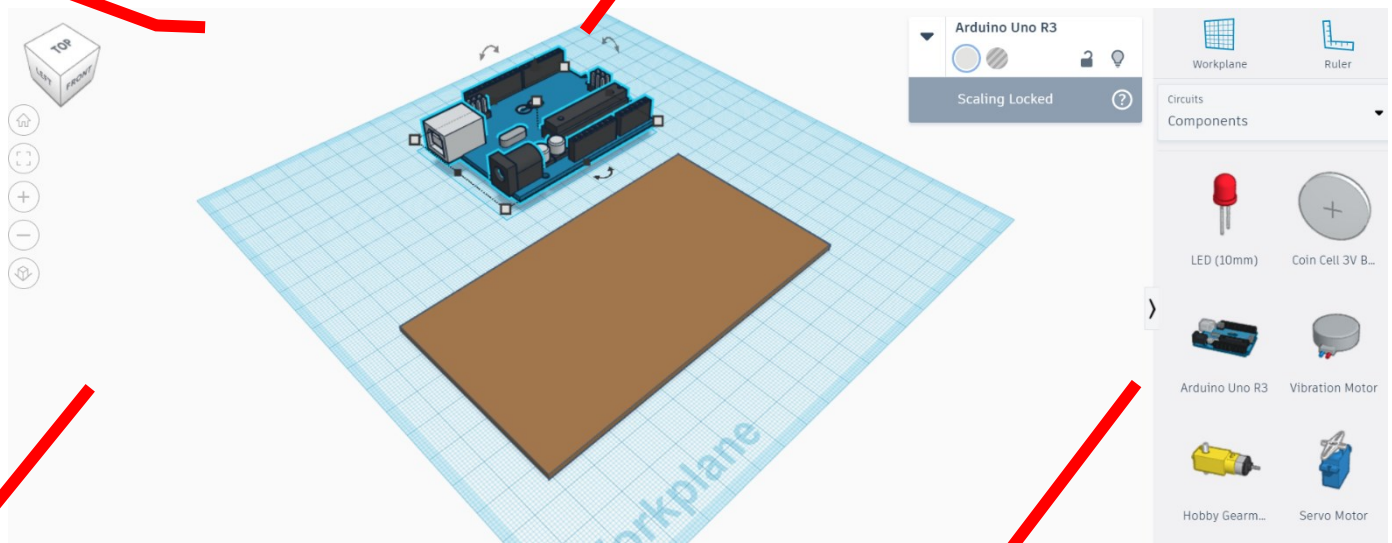 TOP
LEFT
FRONT
Arduino Uno R3
Scaling Locked
?
Workplane
Ruler
Circuits
Components
LED (10mm)
Coin Cell 3V B...
Arduino Uno R3
Vibration Motor
Hobby Gearm...
Servo Motor
orkplane